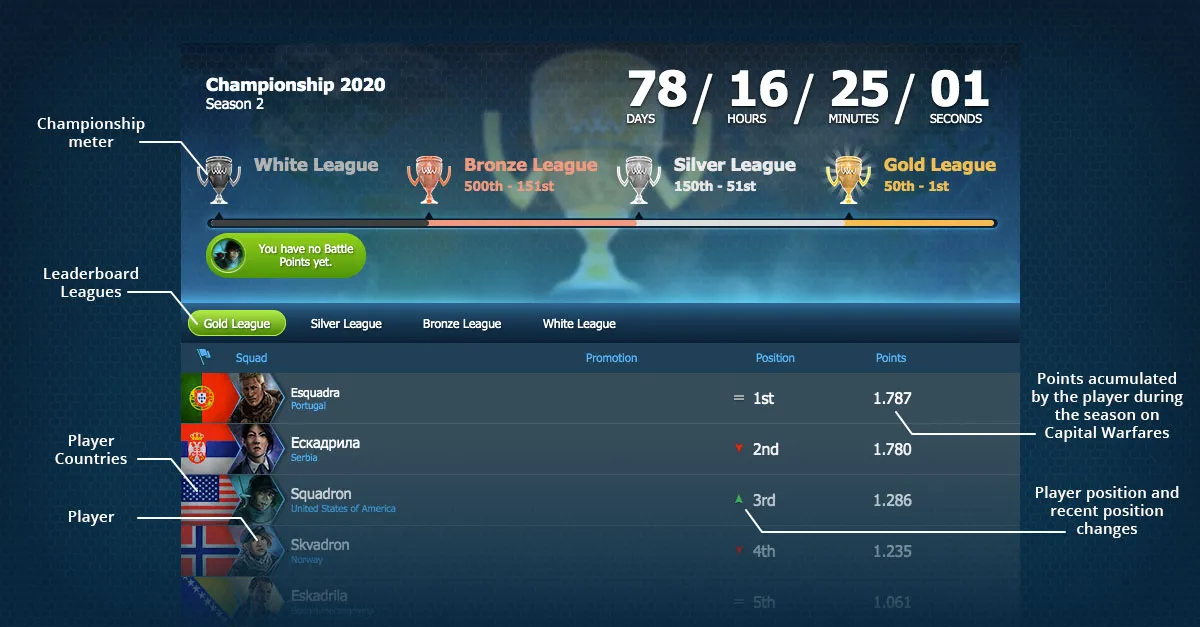 Championship 2020
Season 2
78 / 16 / 25 / 01
DAYS HOURS MINUTES SECONDS
Championship
meter
White League
Bronze League
500th - 151st
Silver League
150th - 51st
Gold League
50th - 1st
You have no Battle
Points yet.
Leaderboard
Leagues
Gold League Silver League Bronze League White League
Squad Promotion Position Points
Esquadra
Portugal
= 1st 1.787
Points acumulated
by the player during
the season on
Capital Warfares
Ескадрила
Serbia
2nd 1.780
Player
Countries
Squadron
United States of America
3rd 1.286
Player position and
recent position
changes
Player
Skvadron
Norway
4th 1.235
Eskadrila
= 5th 1.061